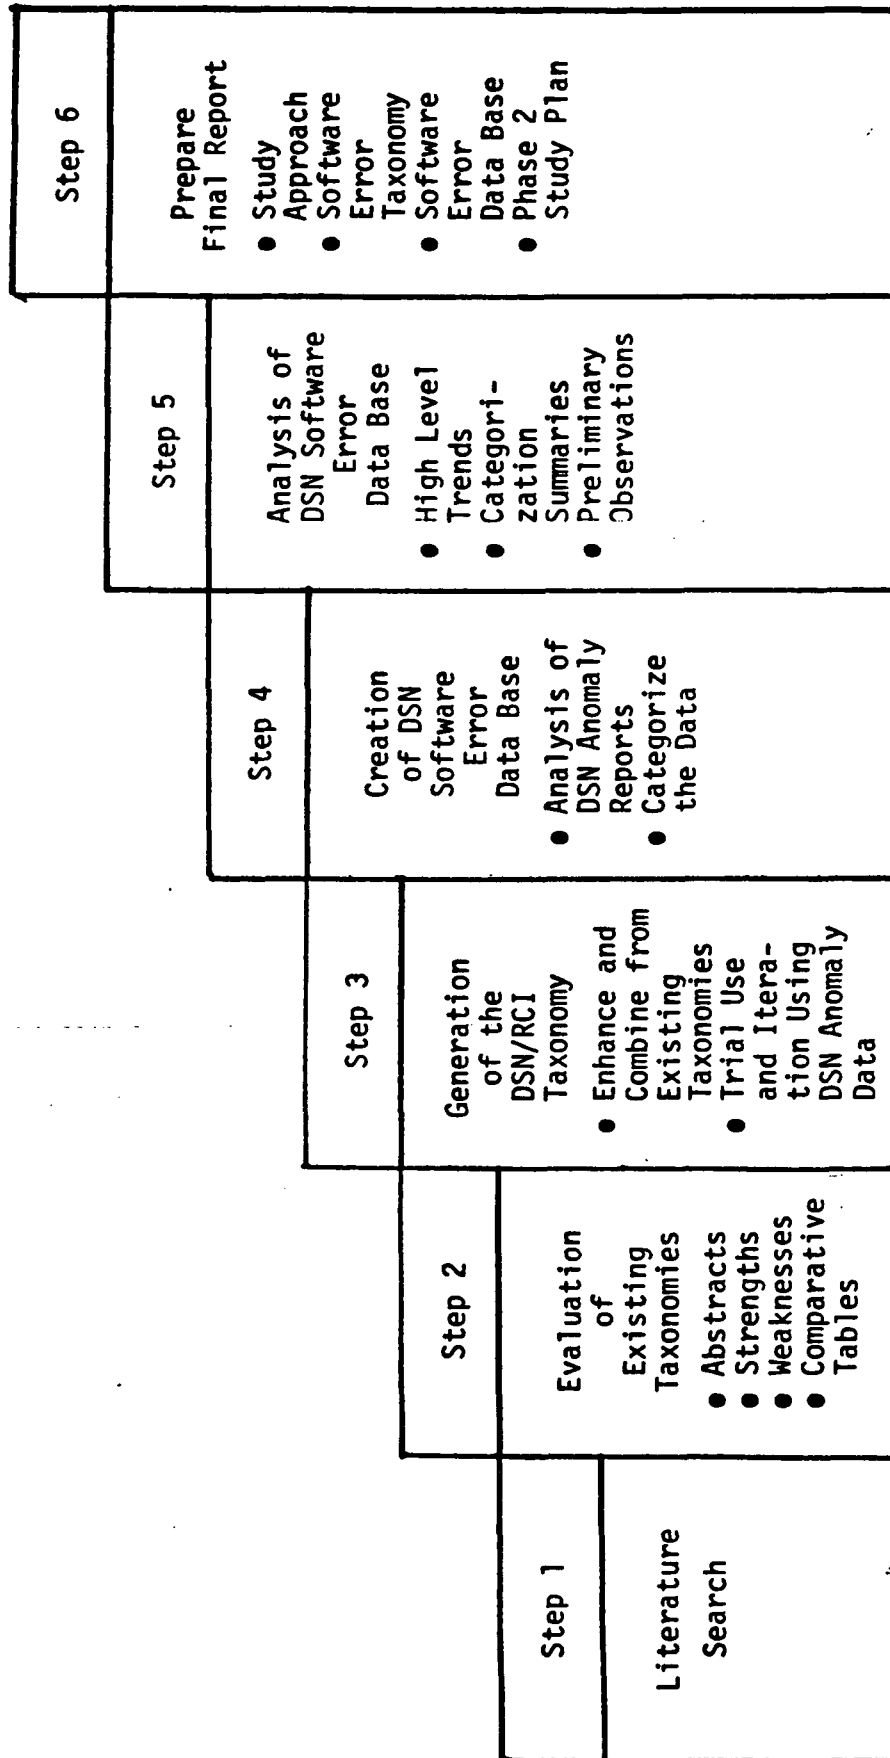 Step 1
Literature
Search
Step 2
Evaluation
of
Existing
Taxonomies
● Abstracts
● Strengths
● Weaknesses
● Comparative
Tables
Step 3
Generation
of the
DSN/RCI
Taxonomy
● Enhance and
Combine from
Existing
Taxonomies
● Trial Use
and Itera-
tion Using
DSN Anomaly
Data
Step 4
Creation
of DSN
Software
Error
Data Base
● Analysis of
DSN Anomaly
Reports
● Categorize
the Data
Step 5
Analysis of
DSN Software
Error
Data Base
● High Level
Trends
● Categori-
zation
Summaries
● Preliminary
Observations
Step 6
Prepare
Final Report
● Study
Approach
● Software
Error
Taxonomy
● Software
Error
Data Base
● Phase 2
Study Plan